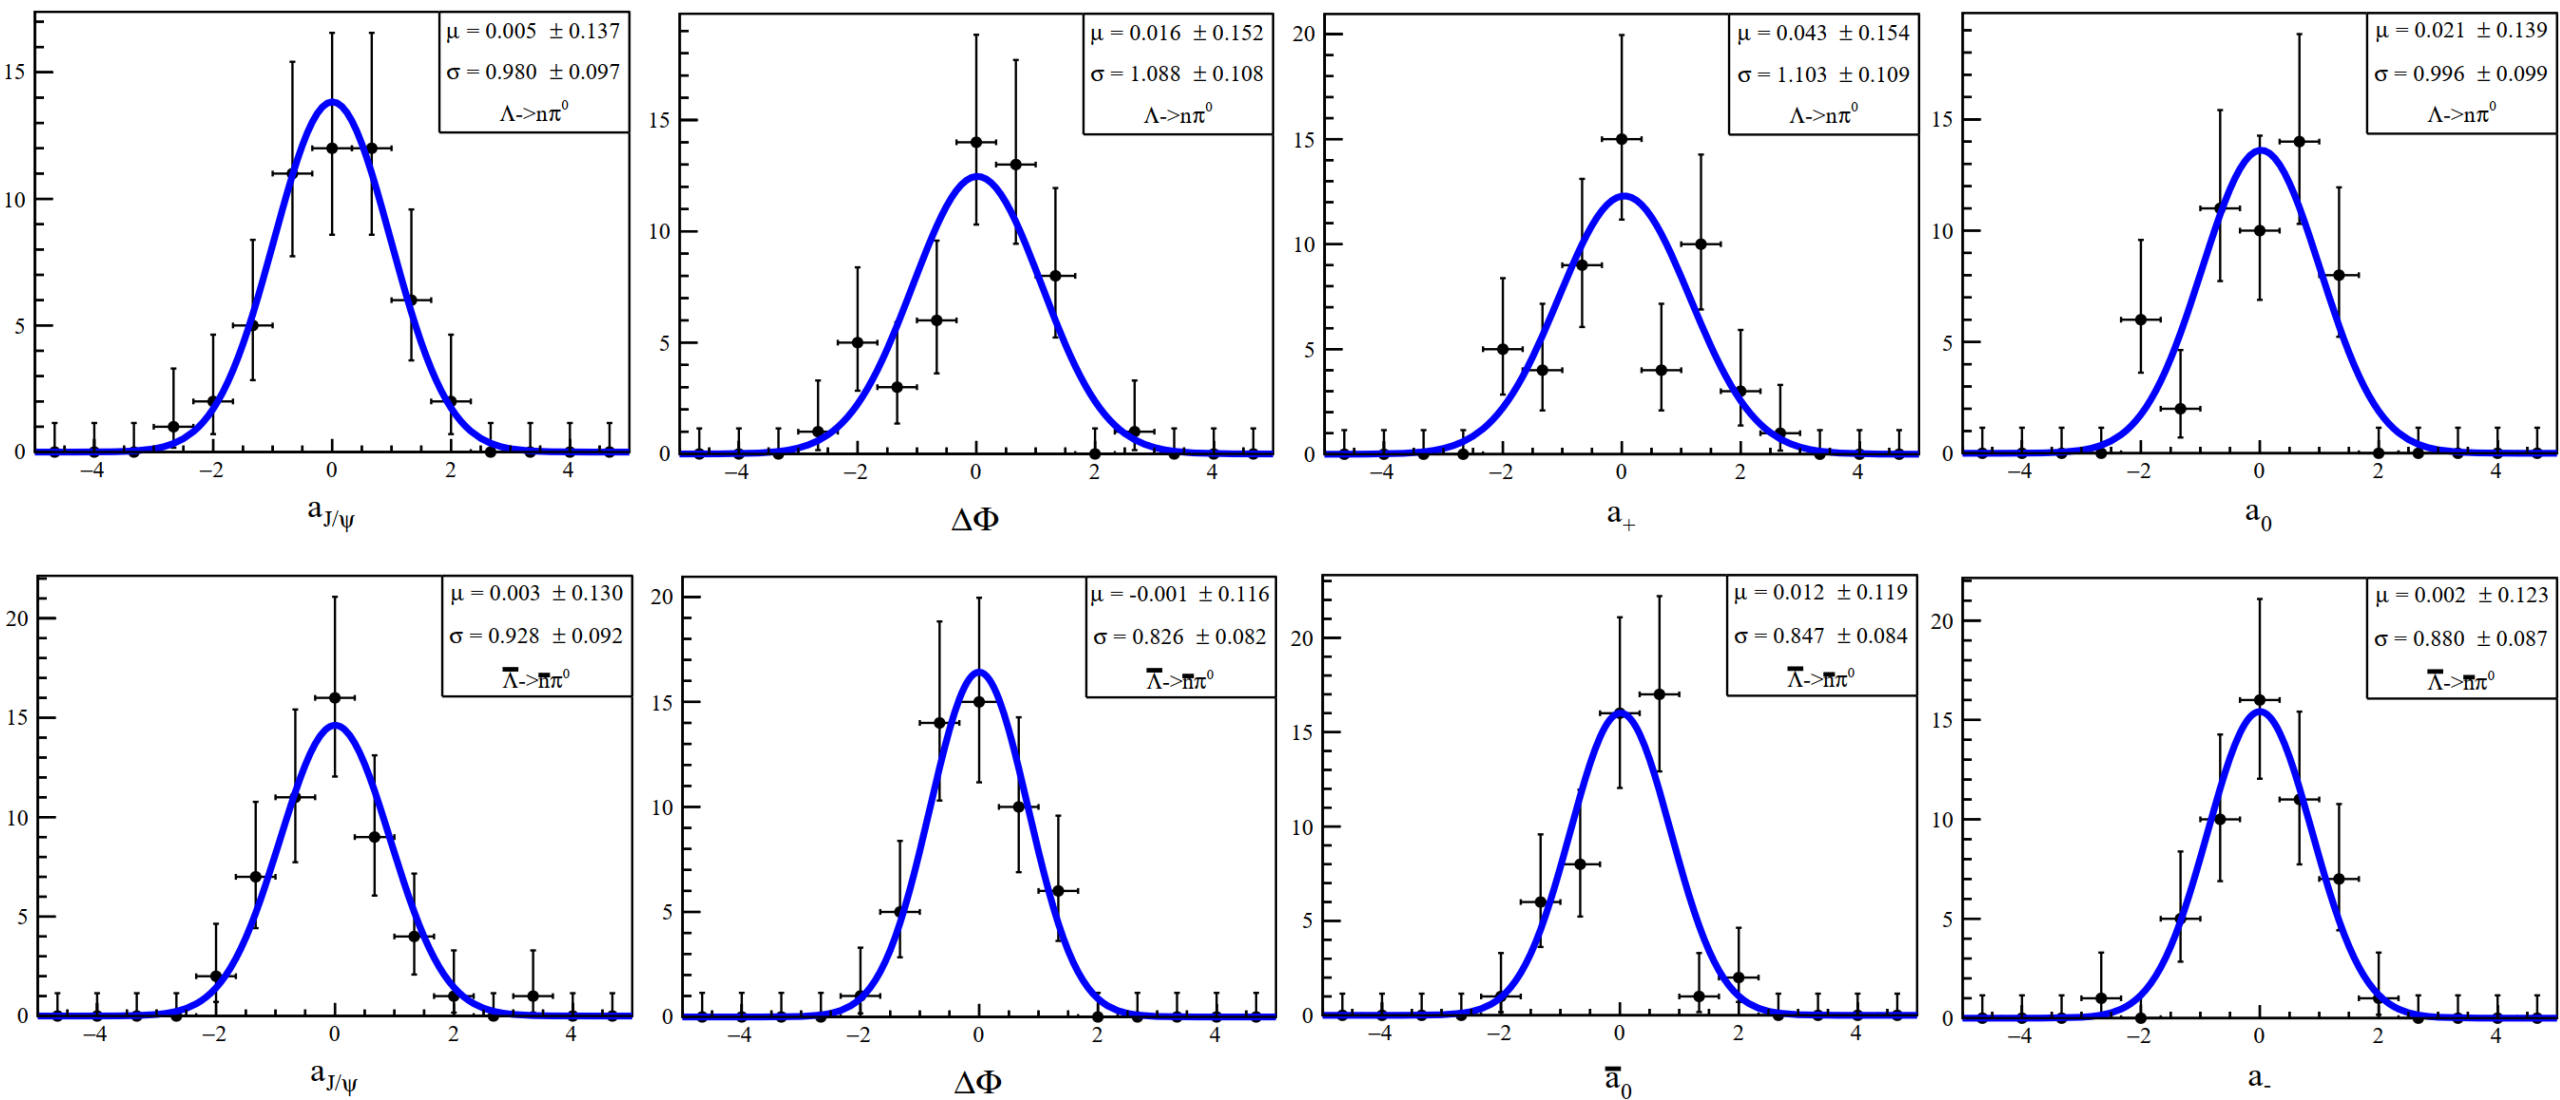 μ = 0.005 ± 0.137
σ = 0.980 ± 0.097
Λ->nπ⁰
15
10
5
0
−4 −2 0 2 4
a_J/ψ
μ = 0.016 ± 0.152
σ = 1.088 ± 0.108
Λ->nπ⁰
15
10
5
0
−4 −2 0 2 4
ΔΦ
μ = 0.043 ± 0.154
σ = 1.103 ± 0.109
Λ->nπ⁰
20
15
10
5
0
−4 −2 0 2 4
a₊
μ = 0.021 ± 0.139
σ = 0.996 ± 0.099
Λ->nπ⁰
15
10
5
0
−4 −2 0 2 4
a₀
μ = 0.003 ± 0.130
σ = 0.928 ± 0.092
Λ̅->n̅π⁰
20
15
10
5
0
−4 −2 0 2 4
a_J/ψ
μ = -0.001 ± 0.116
σ = 0.826 ± 0.082
Λ̅->n̅π⁰
20
15
10
5
0
−4 −2 0 2 4
ΔΦ
μ = 0.012 ± 0.119
σ = 0.847 ± 0.084
Λ̅->n̅π⁰
20
15
10
5
0
−4 −2 0 2 4
a̅₀
μ = 0.002 ± 0.123
σ = 0.880 ± 0.087
Λ̅->n̅π⁰
20
15
10
5
0
−4 −2 0 2 4
a₋